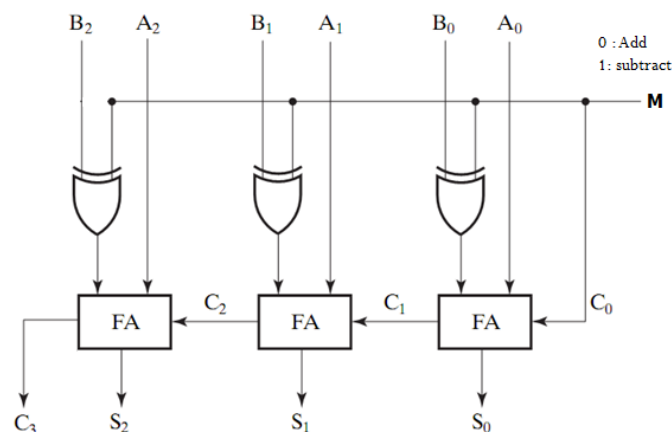 B₂ A₂ B₁ A₁ B₀ A₀
0 : Add
1: subtract
M
C₂ C₁ C₀
FA FA FA
C₃ S₂ S₁ S₀